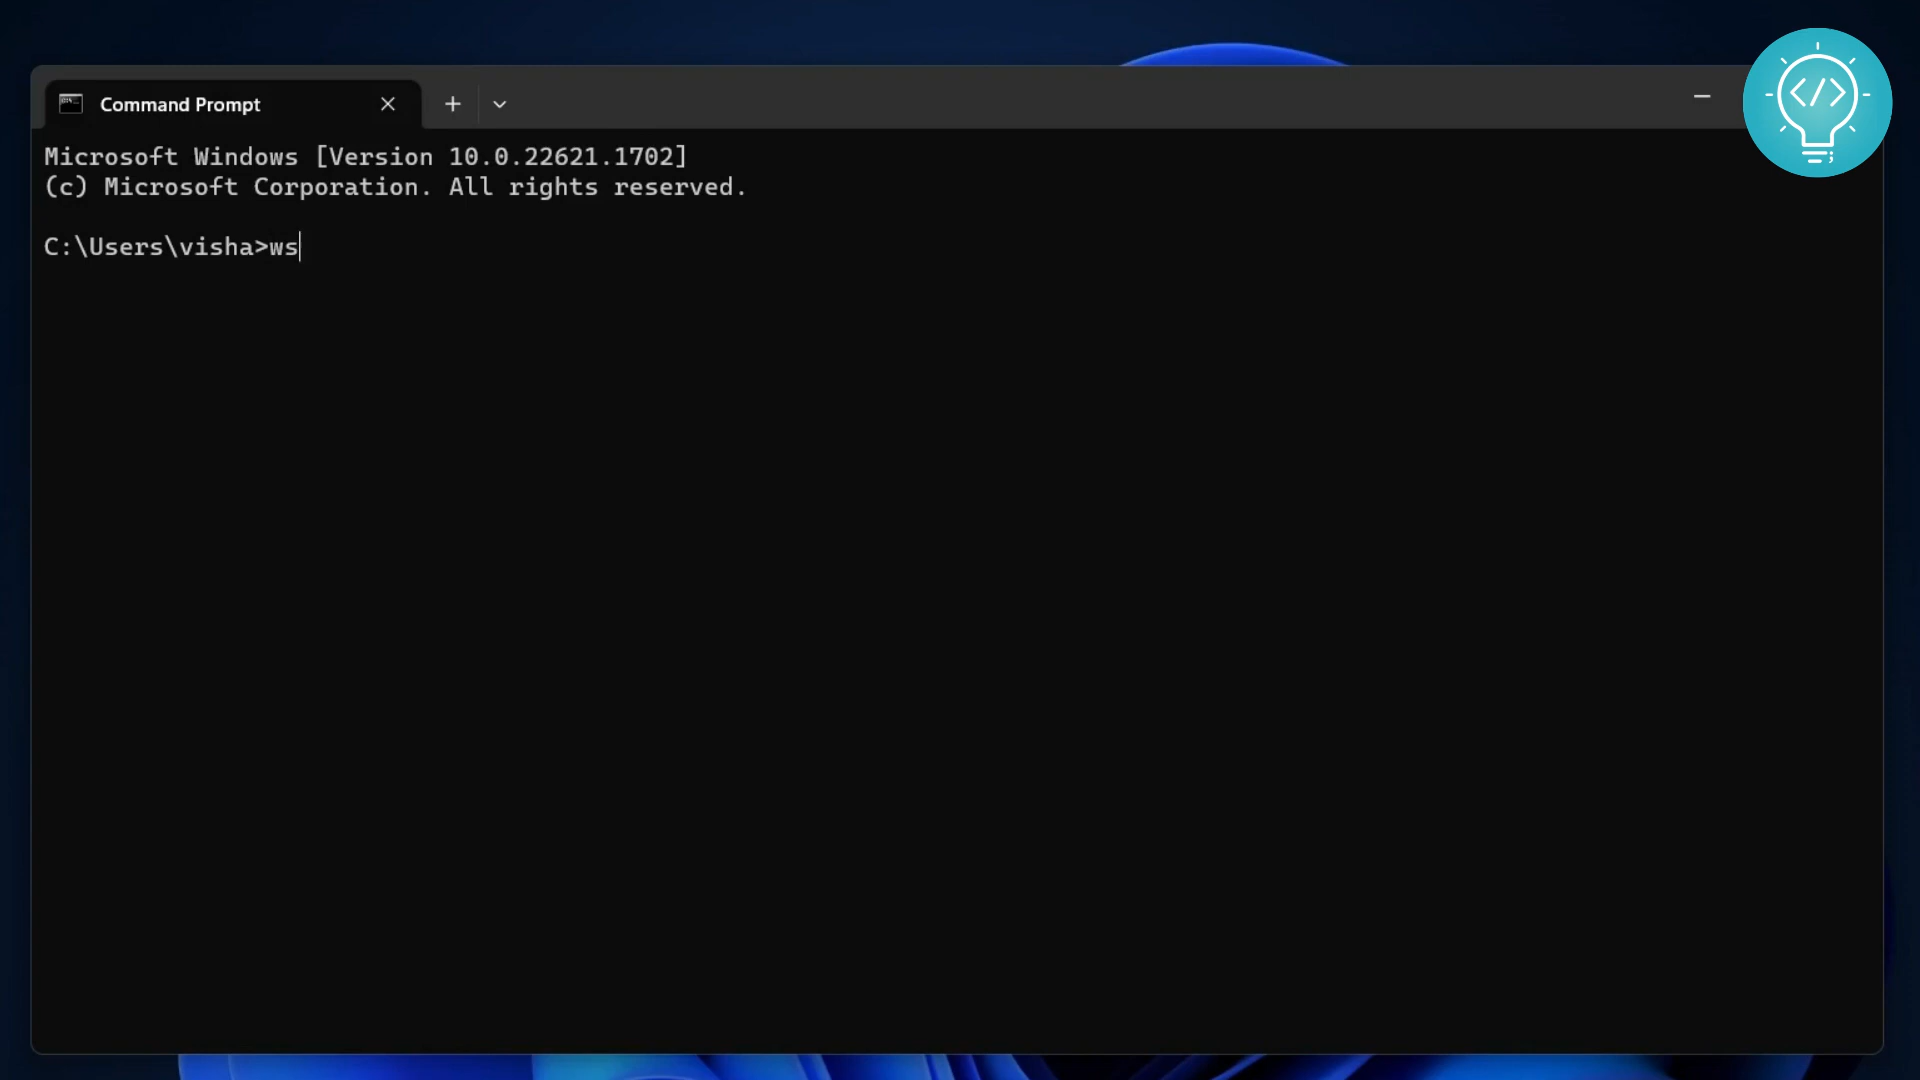 Command Prompt
Microsoft Windows [Version 10.0.22621.1702]
(c) Microsoft Corporation. All rights reserved.
C:\Users\visha>ws